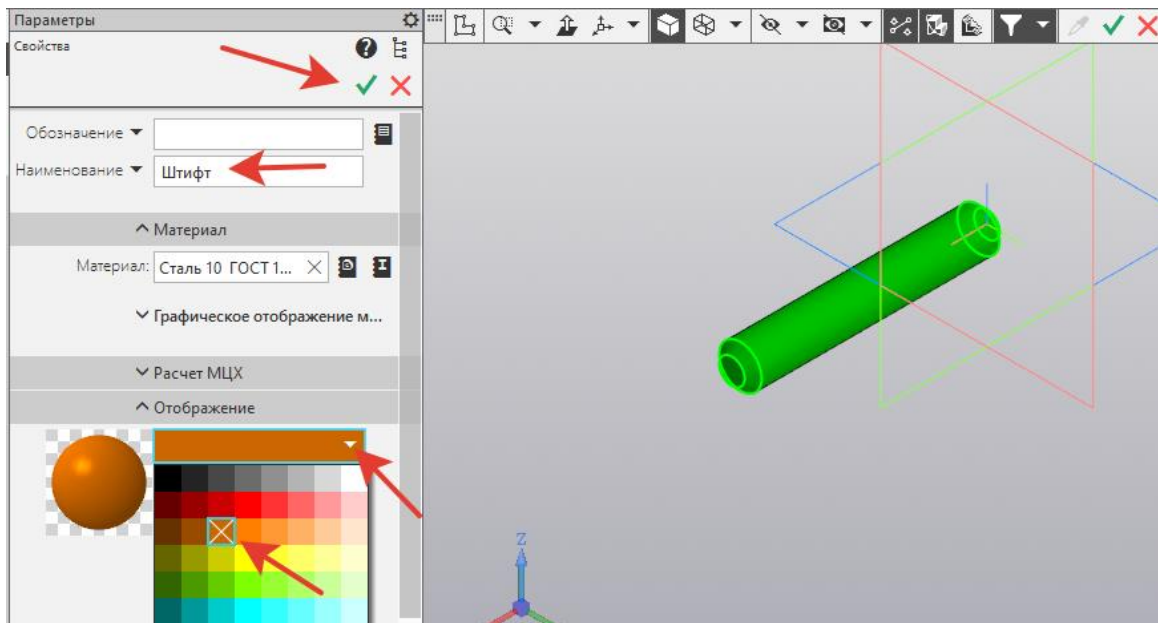 Параметры
Свойства
Обозначение
Наименование Штифт
Материал
Материал: Сталь 10 ГОСТ 1...
Графическое отображение м...
Расчет МЦХ
Отображение
Z